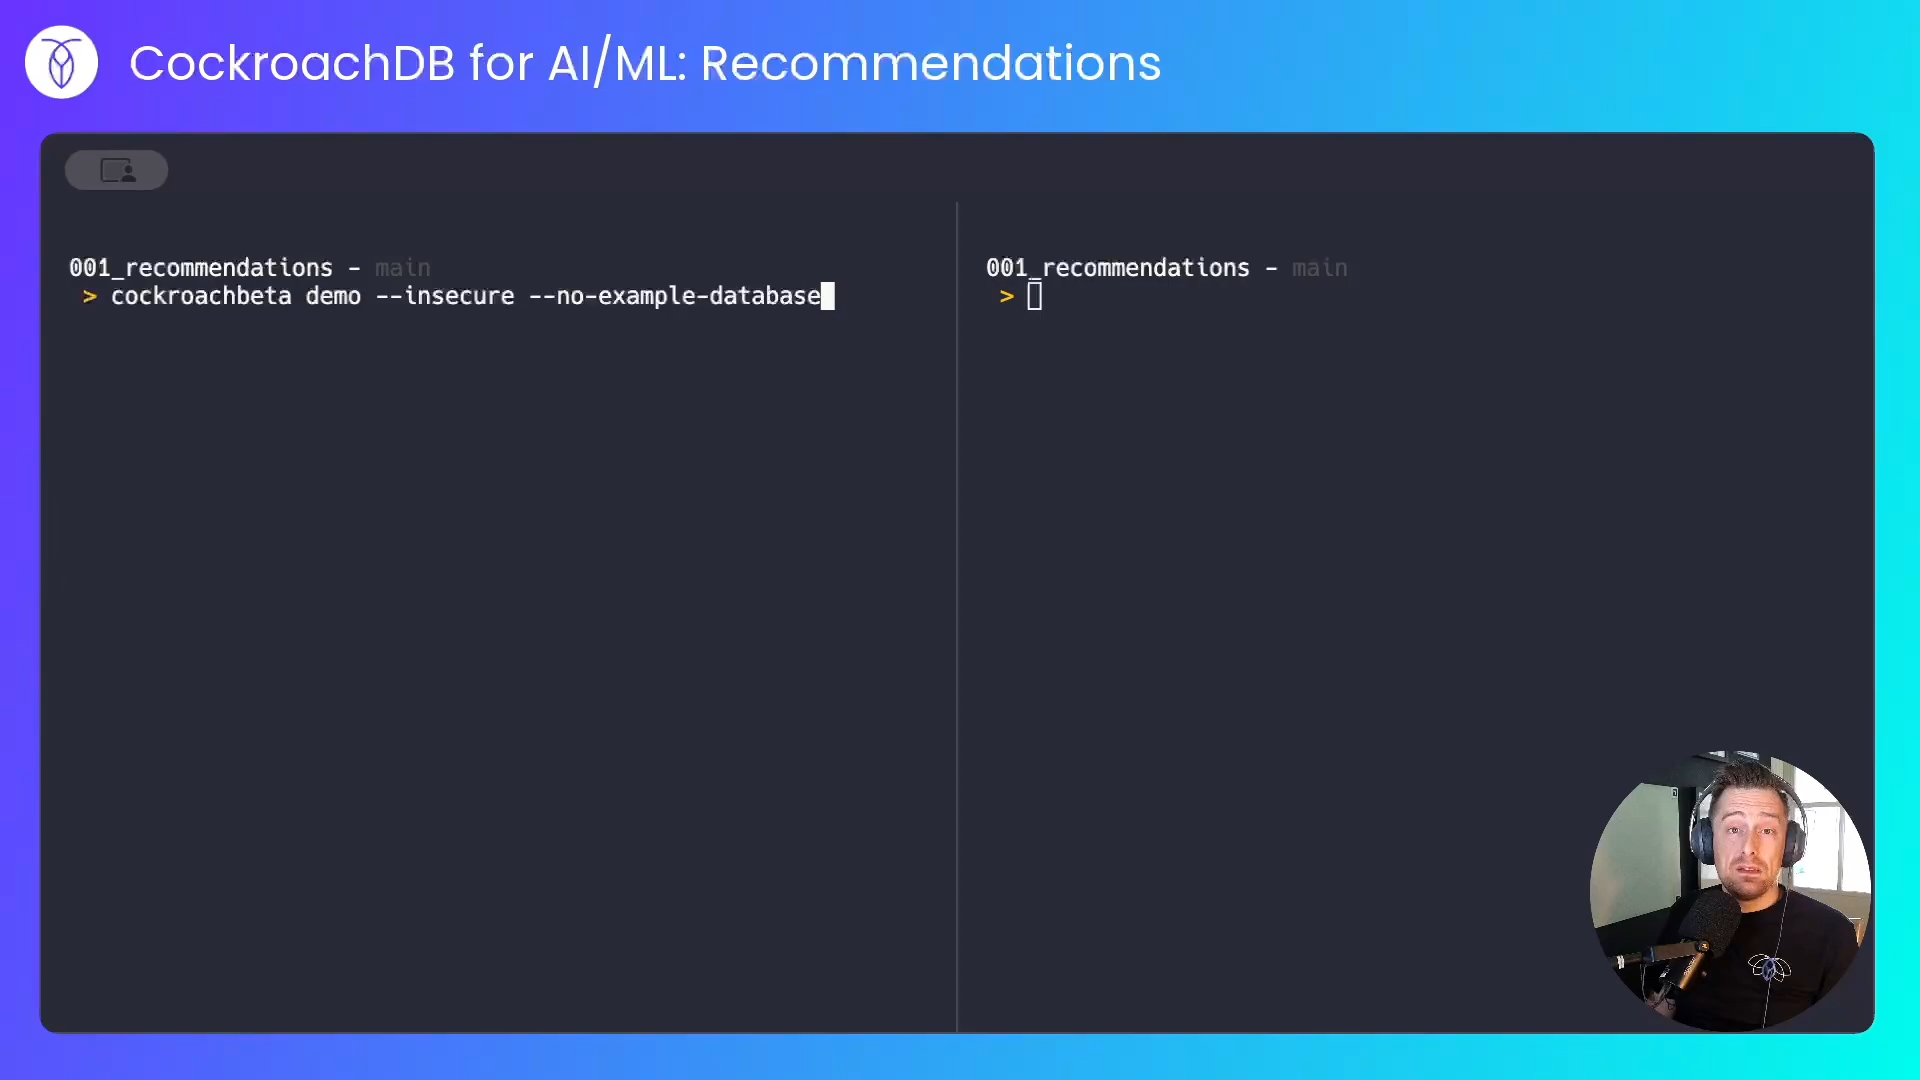 CockroachDB for AI/ML: Recommendations
001_recommendations - main
> cockroachbeta demo --insecure --no-example-database
001_recommendations - main
>